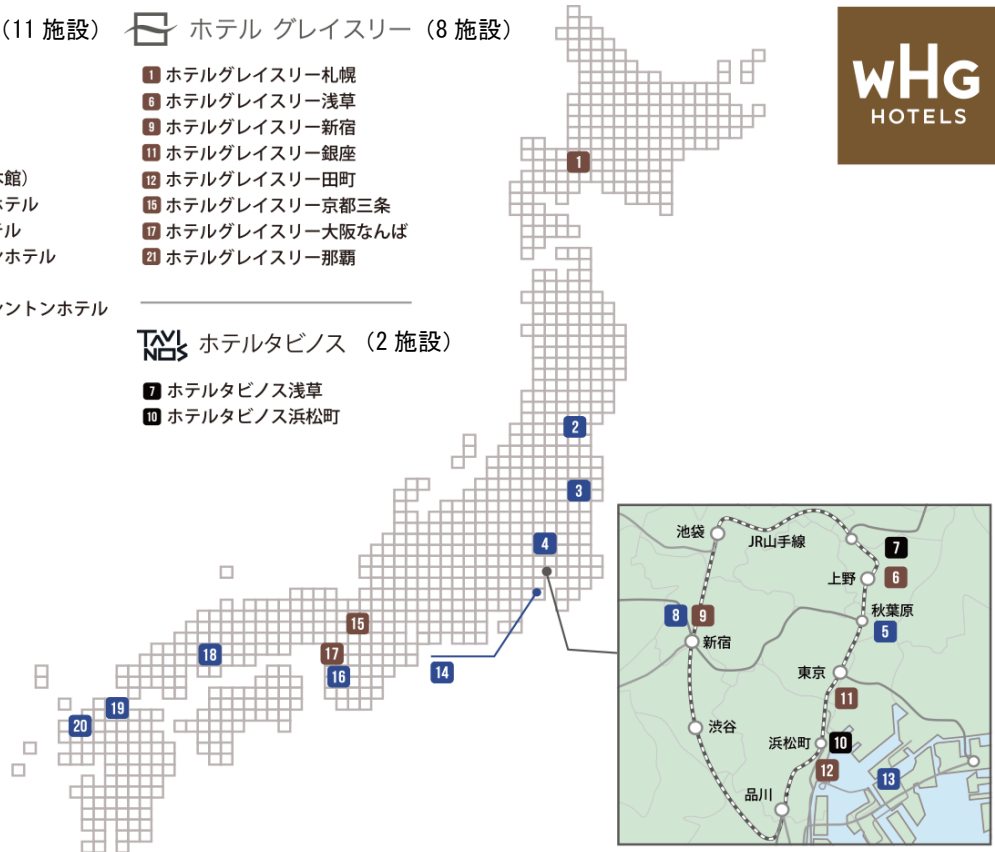 (11 施設)
ホテル グレイスリー (8 施設)
1 ホテルグレイスリー札幌
6 ホテルグレイスリー浅草
9 ホテルグレイスリー新宿
11 ホテルグレイスリー銀座
12 ホテルグレイスリー田町
15 ホテルグレイスリー京都三条
17 ホテルグレイスリー大阪なんば
21 ホテルグレイスリー那覇
館)
ホテル
テル
ンホテル
ントンホテル
TAVINOS ホテルタビノス (2 施設)
7 ホテルタビノス浅草
10 ホテルタビノス浜松町
WHG
HOTELS
1
2
3
4
15
17
16
14
18
19
20
池袋
JR山手線
7
上野
6
秋葉原
5
8
9
新宿
東京
11
渋谷
浜松町
10
12
13
品川